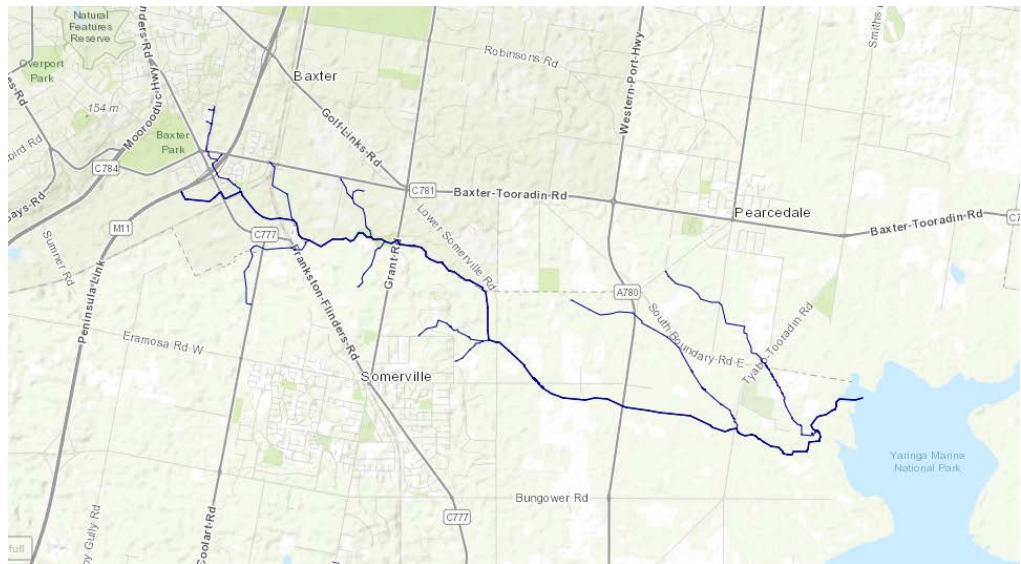 Natural
Features
Reserve
Overport
Park
154 m
Baxter
Park
Baxter
Robinsons Rd
Golf-Links-Rd
Western-Port-Hwy
C784
M11
C777
C781
Baxter-Tooradin-Rd
Pearcedale
Baxter-Tooradin-Rd
Lower Somerville Rd
Grant-Rd
Sumner Rd
Peninsula-Link
Frankston-Flinders-Rd
A780
South Boundary-Rd-E
Tyabb-Tooradin Rd
Eramosa Rd W
Somerville
Yaringa Marine
National Park
Bungower Rd
C777
Coolart-Rd
Gully Rd
full